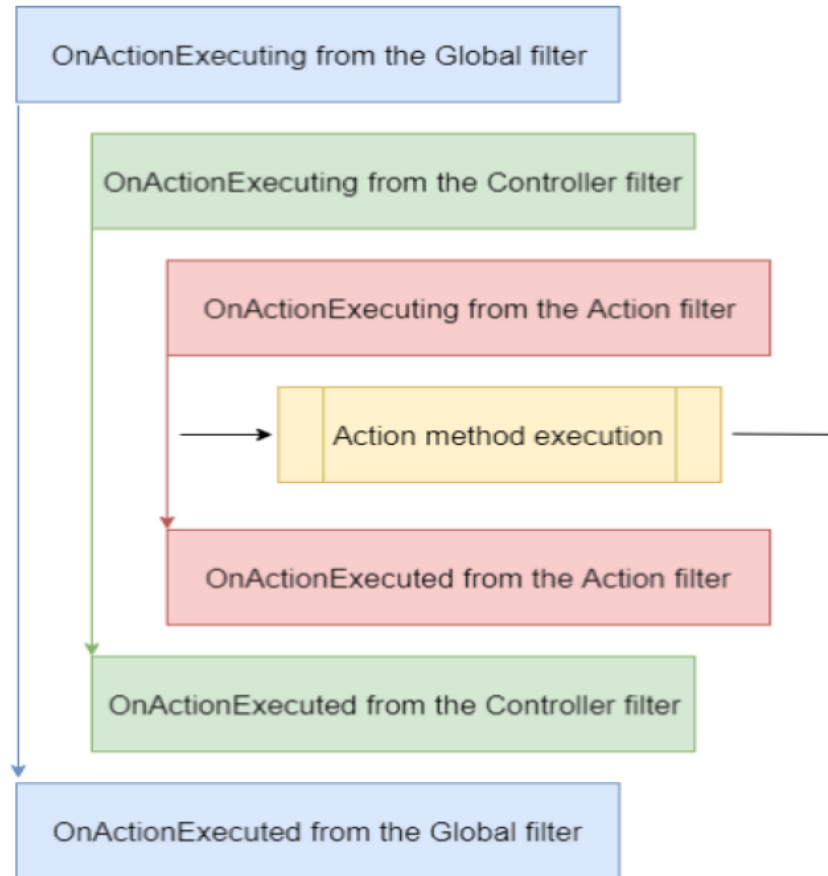 OnActionExecuting from the Global filter
OnActionExecuting from the Controller filter
OnActionExecuting from the Action filter
Action method execution
OnActionExecuted from the Action filter
OnActionExecuted from the Controller filter
OnActionExecuted from the Global filter